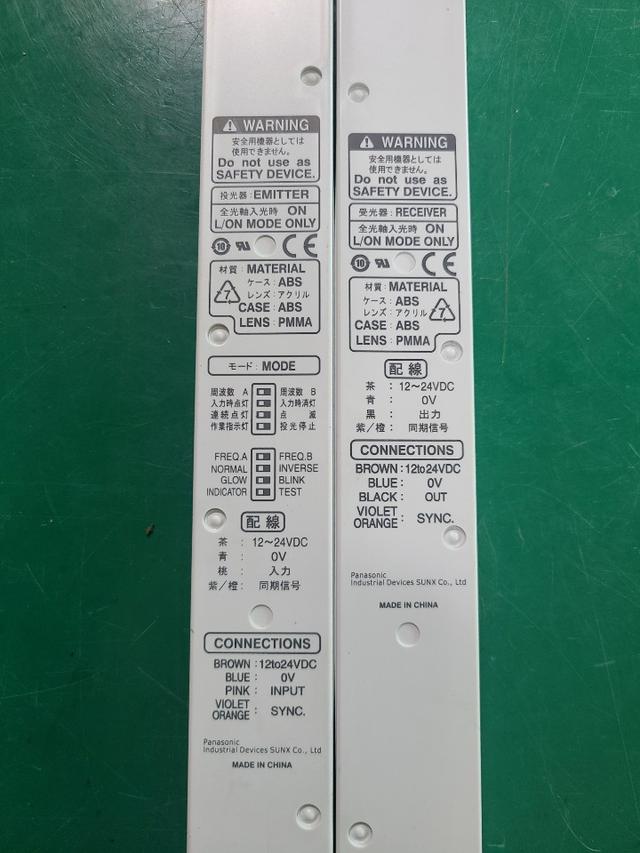 ⚠ WARNING
安全用機器としては
使用できません。
Do not use as
SAFETY DEVICE.
投光器：EMITTER
全光軸入光時 ON
L/ON MODE ONLY
10 CE
材質：MATERIAL
ケース：ABS
7 レンズ：アクリル
CASE：ABS
LENS：PMMA
モード：MODE
周波数 A 周波数 B
入力時点灯 入力時消灯
連続点灯 点滅
作業指示灯 投光停止
FREQ.A FREQ.B
NORMAL INVERSE
GLOW BLINK
INDICATOR TEST
配線
茶：12～24VDC
青：0V
桃：入力
紫/橙：同期信号
CONNECTIONS
BROWN：12to24VDC
BLUE：0V
PINK：INPUT
VIOLET
ORANGE：SYNC.
Panasonic
Industrial Devices SUNX Co., Ltd
MADE IN CHINA
⚠ WARNING
安全用機器としては
使用できません。
Do not use as
SAFETY DEVICE.
受光器：RECEIVER
全光軸入光時 ON
L/ON MODE ONLY
10 CE
材質：MATERIAL
ケース：ABS
レンズ：アクリル 7
CASE：ABS
LENS：PMMA
配線
茶：12～24VDC
青：0V
黒：出力
紫/橙：同期信号
CONNECTIONS
BROWN：12to24VDC
BLUE：0V
BLACK：OUT
VIOLET
ORANGE：SYNC.
Panasonic
Industrial Devices SUNX Co., Ltd
MADE IN CHINA